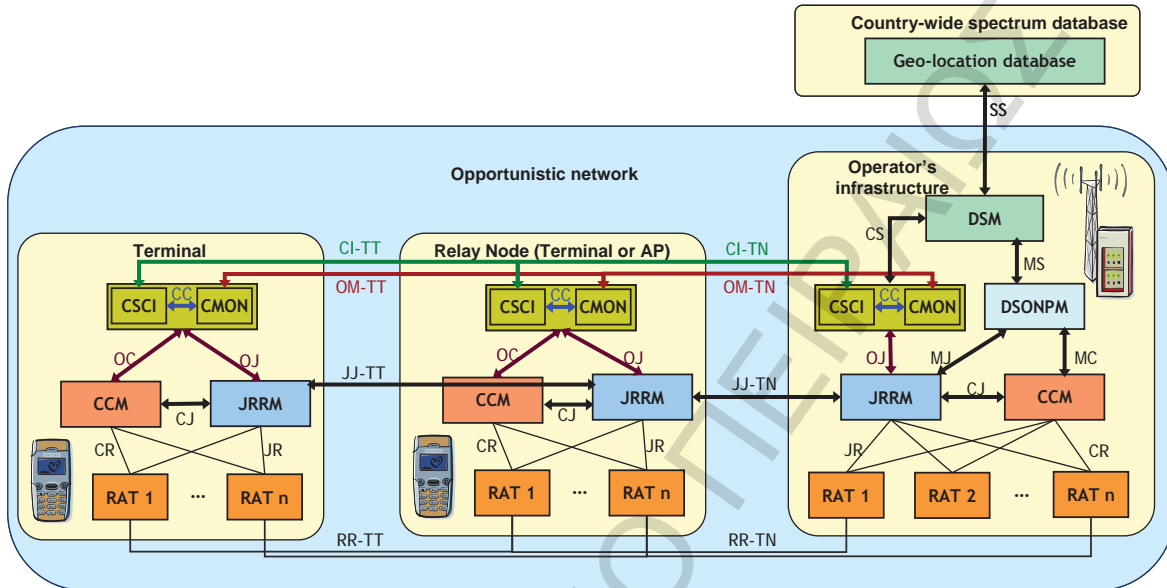 Country-wide spectrum database
Geo-location database
SS
Opportunistic network
Operator's
infrastructure
DSM
CS
MS
Terminal
CI-TT
Relay Node (Terminal or AP)
CI-TN
OM-TT
OM-TN
CSCI
CC
CMON
CSCI
CC
CMON
CSCI
CC
CMON
DSONPM
OC
OJ
OC
OJ
OJ
MJ
MC
JJ-TT
JJ-TN
CCM
CJ
JRRM
CCM
CJ
JRRM
JRRM
CJ
CCM
CR
JR
CR
JR
JR
CR
RAT 1
...
RAT n
RAT 1
...
RAT n
RAT 1
RAT 2
...
RAT n
RR-TT
RR-TN
Ο ΠΕΙΡΑΙΩΣ